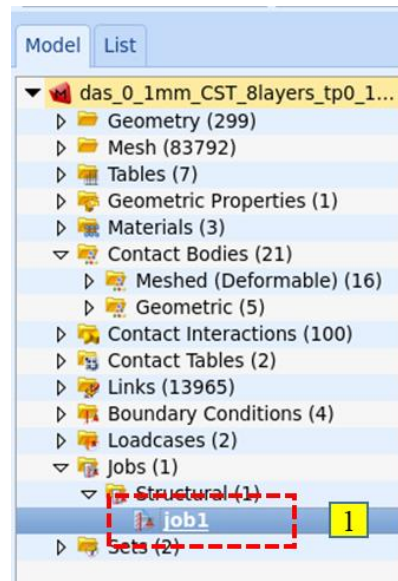 Model List
das_0_1mm_CST_8layers_tp0_1...
Geometry (299)
Mesh (83792)
Tables (7)
Geometric Properties (1)
Materials (3)
Contact Bodies (21)
Meshed (Deformable) (16)
Geometric (5)
Contact Interactions (100)
Contact Tables (2)
Links (13965)
Boundary Conditions (4)
Loadcases (2)
Jobs (1)
Structural (1)
job1 1
Sets (2)